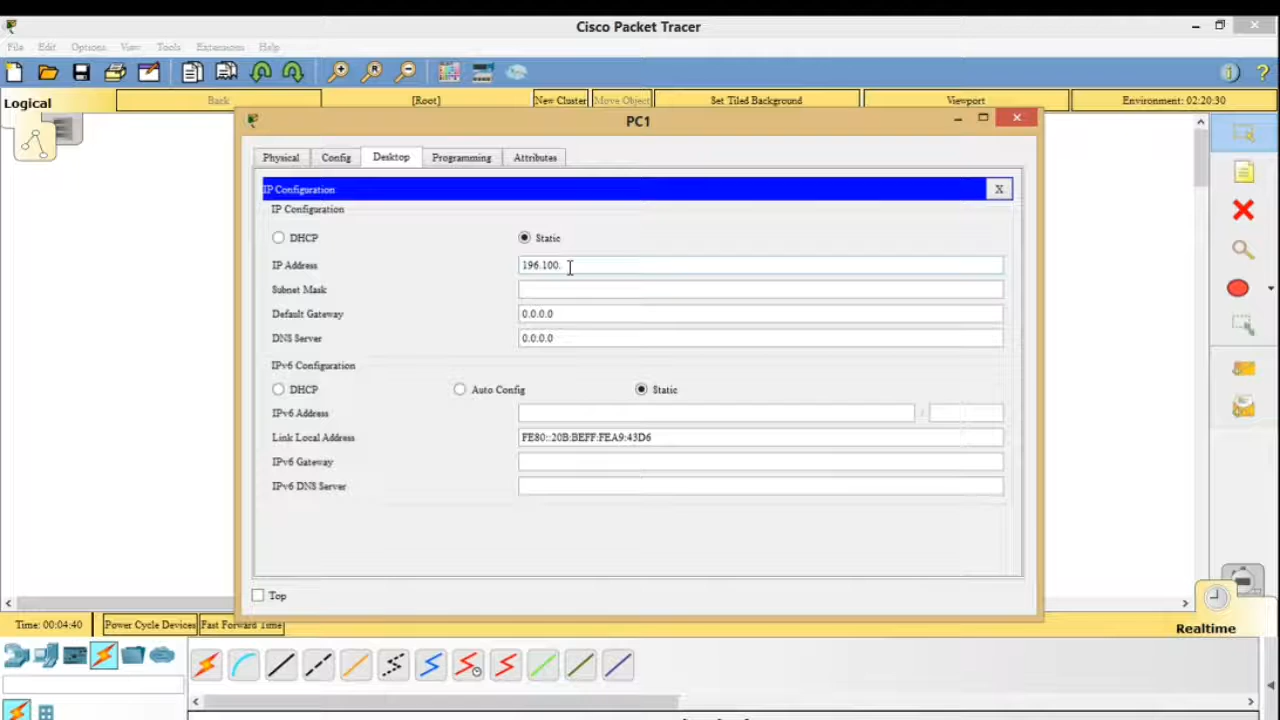 Cisco Packet Tracer
File Edit Options View Tools Extensions Help
Logical
Back [Root] New Cluster Move Object Set Tiled Background Viewport Environment: 02:20:30
PC1
Physical Config Desktop Programming Attributes
IP Configuration X
IP Configuration
DHCP Static
IP Address 196.100.
Subnet Mask
Default Gateway 0.0.0.0
DNS Server 0.0.0.0
IPv6 Configuration
DHCP Auto Config Static
IPv6 Address /
Link Local Address FE80::20B:BEFF:FEA9:43D6
IPv6 Gateway
IPv6 DNS Server
Top
Time: 00:04:40 Power Cycle Devices Fast Forward Time
Realtime